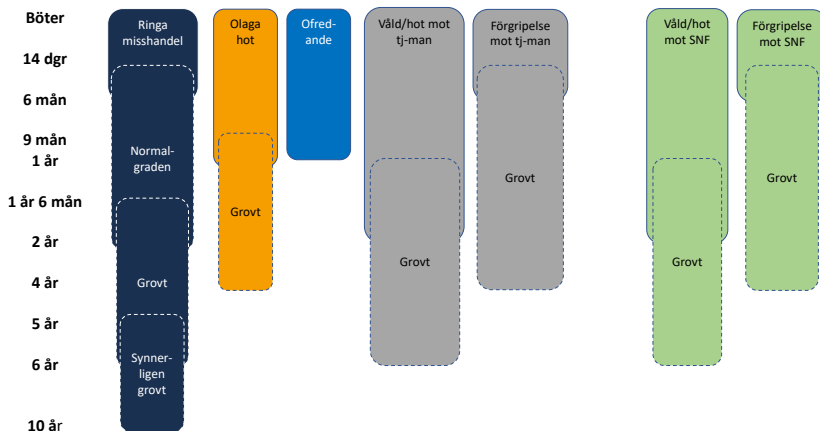 Böter
14 dgr
6 mån
9 mån
1 år
1 år 6 mån
2 år
4 år
5 år
6 år
10 år
Ringa
misshandel
Normal-
graden
Grovt
Synner-
ligen
grovt
Olaga
hot
Grovt
Ofred-
ande
Våld/hot mot
tj-man
Grovt
Förgripelse
mot tj-man
Grovt
Våld/hot
mot SNF
Grovt
Förgripelse
mot SNF
Grovt